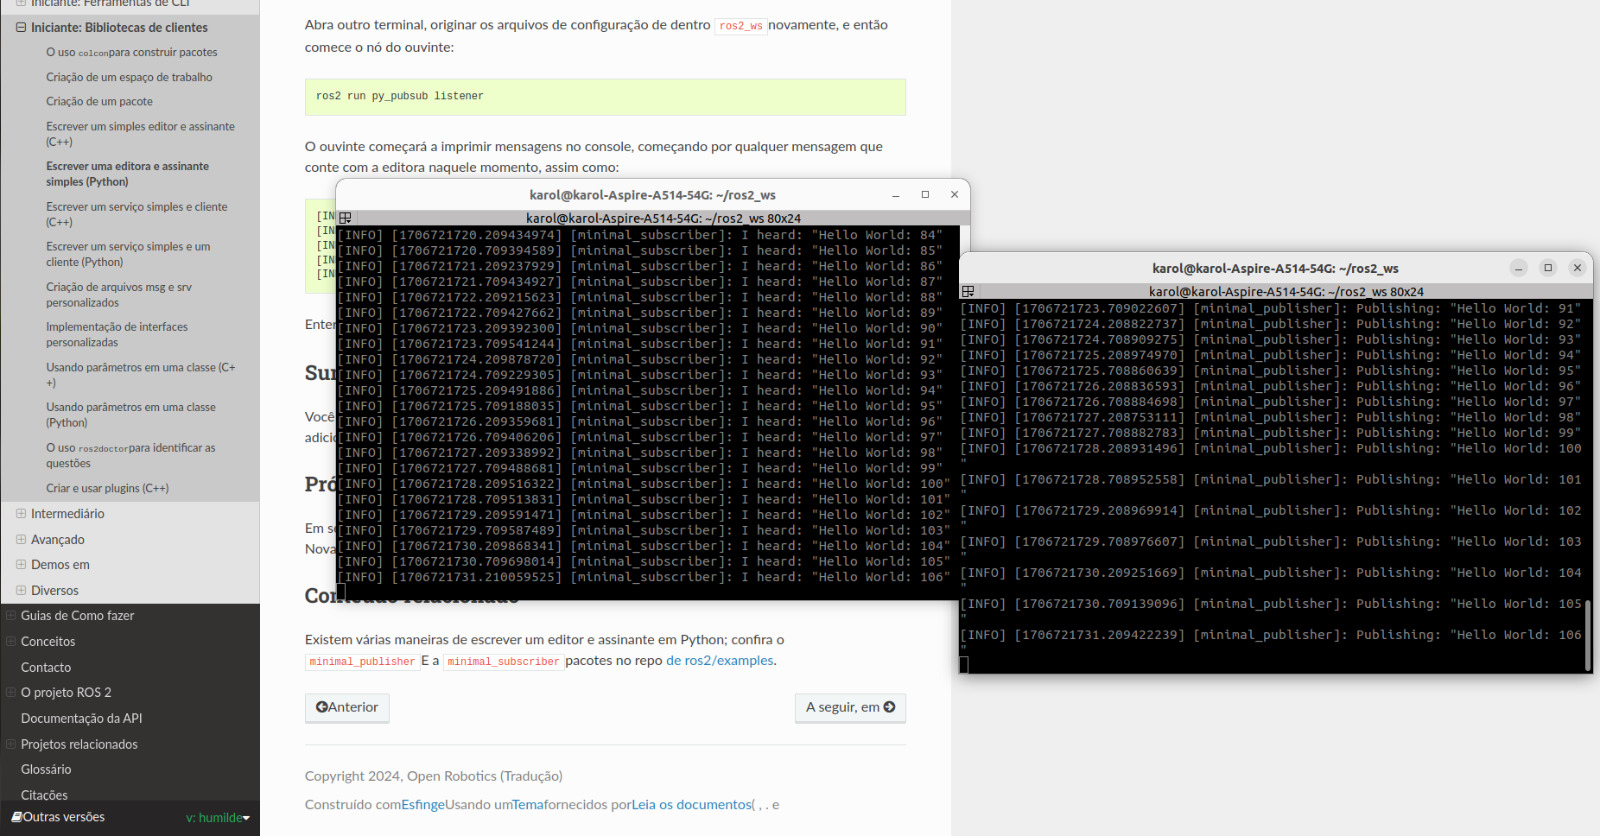 Iniciante: Ferramentas de CLI
Iniciante: Bibliotecas de clientes
O uso colconpara construir pacotes
Criação de um espaço de trabalho
Criação de um pacote
Escrever um simples editor e assinante
(C++)
Escrever uma editora e assinante
simples (Python)
Escrever um serviço simples e cliente
(C++)
Escrever um serviço simples e um
cliente (Python)
Criação de arquivos msg e srv
personalizados
Implementação de interfaces
personalizadas
Usando parâmetros em uma classe (C+
+)
Usando parâmetros em uma classe
(Python)
O uso ros2doctorpara identificar as
questões
Criar e usar plugins (C++)
Intermediário
Avançado
Demos em
Diversos
Guias de Como fazer
Conceitos
Contacto
O projeto ROS 2
Documentação da API
Projetos relacionados
Glossário
Citações
Outras versões
v: humilde
Abra outro terminal, originar os arquivos de configuração de dentro ros2_ws novamente, e então
comece o nó do ouvinte:
ros2 run py_pubsub listener
O ouvinte começará a imprimir mensagens no console, começando por qualquer mensagem que
conte com a editora naquele momento, assim como:
[IN
[IN
[IN
[IN
[IN
Enter
Sum
Você
adici
Pró
Em s
Nova
Conteúdo relacionado
Existem várias maneiras de escrever um editor e assinante em Python; confira o
minimal_publisher E a minimal_subscriber pacotes no repo de ros2/examples.
Anterior
A seguir, em
Copyright 2024, Open Robotics (Tradução)
Construído comEsfingeUsando umTemafornecidos porLeia os documentos( , . e
karol@karol-Aspire-A514-54G: ~/ros2_ws
karol@karol-Aspire-A514-54G: ~/ros2_ws 80x24
[INFO] [1706721720.209434974] [minimal_subscriber]: I heard: "Hello World: 84"
[INFO] [1706721720.709394589] [minimal_subscriber]: I heard: "Hello World: 85"
[INFO] [1706721721.209237929] [minimal_subscriber]: I heard: "Hello World: 86"
[INFO] [1706721721.709434927] [minimal_subscriber]: I heard: "Hello World: 87"
[INFO] [1706721722.209215623] [minimal_subscriber]: I heard: "Hello World: 88"
[INFO] [1706721722.709427662] [minimal_subscriber]: I heard: "Hello World: 89"
[INFO] [1706721723.209392300] [minimal_subscriber]: I heard: "Hello World: 90"
[INFO] [1706721723.709541244] [minimal_subscriber]: I heard: "Hello World: 91"
[INFO] [1706721724.209878720] [minimal_subscriber]: I heard: "Hello World: 92"
[INFO] [1706721724.709229305] [minimal_subscriber]: I heard: "Hello World: 93"
[INFO] [1706721725.209491886] [minimal_subscriber]: I heard: "Hello World: 94"
[INFO] [1706721725.709188035] [minimal_subscriber]: I heard: "Hello World: 95"
[INFO] [1706721726.209359681] [minimal_subscriber]: I heard: "Hello World: 96"
[INFO] [1706721726.709406206] [minimal_subscriber]: I heard: "Hello World: 97"
[INFO] [1706721727.209338992] [minimal_subscriber]: I heard: "Hello World: 98"
[INFO] [1706721727.709488681] [minimal_subscriber]: I heard: "Hello World: 99"
[INFO] [1706721728.209516322] [minimal_subscriber]: I heard: "Hello World: 100"
[INFO] [1706721728.709513831] [minimal_subscriber]: I heard: "Hello World: 101"
[INFO] [1706721729.209591471] [minimal_subscriber]: I heard: "Hello World: 102"
[INFO] [1706721729.709587489] [minimal_subscriber]: I heard: "Hello World: 103"
[INFO] [1706721730.209868341] [minimal_subscriber]: I heard: "Hello World: 104"
[INFO] [1706721730.709698014] [minimal_subscriber]: I heard: "Hello World: 105"
[INFO] [1706721731.210059525] [minimal_subscriber]: I heard: "Hello World: 106"
karol@karol-Aspire-A514-54G: ~/ros2_ws
karol@karol-Aspire-A514-54G: ~/ros2_ws 80x24
[INFO] [1706721723.709022607] [minimal_publisher]: Publishing: "Hello World: 91"
[INFO] [1706721724.208822737] [minimal_publisher]: Publishing: "Hello World: 92"
[INFO] [1706721724.708909275] [minimal_publisher]: Publishing: "Hello World: 93"
[INFO] [1706721725.208974970] [minimal_publisher]: Publishing: "Hello World: 94"
[INFO] [1706721725.708860639] [minimal_publisher]: Publishing: "Hello World: 95"
[INFO] [1706721726.208836593] [minimal_publisher]: Publishing: "Hello World: 96"
[INFO] [1706721726.708884698] [minimal_publisher]: Publishing: "Hello World: 97"
[INFO] [1706721727.208753111] [minimal_publisher]: Publishing: "Hello World: 98"
[INFO] [1706721727.708882783] [minimal_publisher]: Publishing: "Hello World: 99"
[INFO] [1706721728.208931496] [minimal_publisher]: Publishing: "Hello World: 100
"
[INFO] [1706721728.708952558] [minimal_publisher]: Publishing: "Hello World: 101
"
[INFO] [1706721729.208969914] [minimal_publisher]: Publishing: "Hello World: 102
"
[INFO] [1706721729.708976607] [minimal_publisher]: Publishing: "Hello World: 103
"
[INFO] [1706721730.209251669] [minimal_publisher]: Publishing: "Hello World: 104
"
[INFO] [1706721730.709139096] [minimal_publisher]: Publishing: "Hello World: 105
"
[INFO] [1706721731.209422239] [minimal_publisher]: Publishing: "Hello World: 106
"